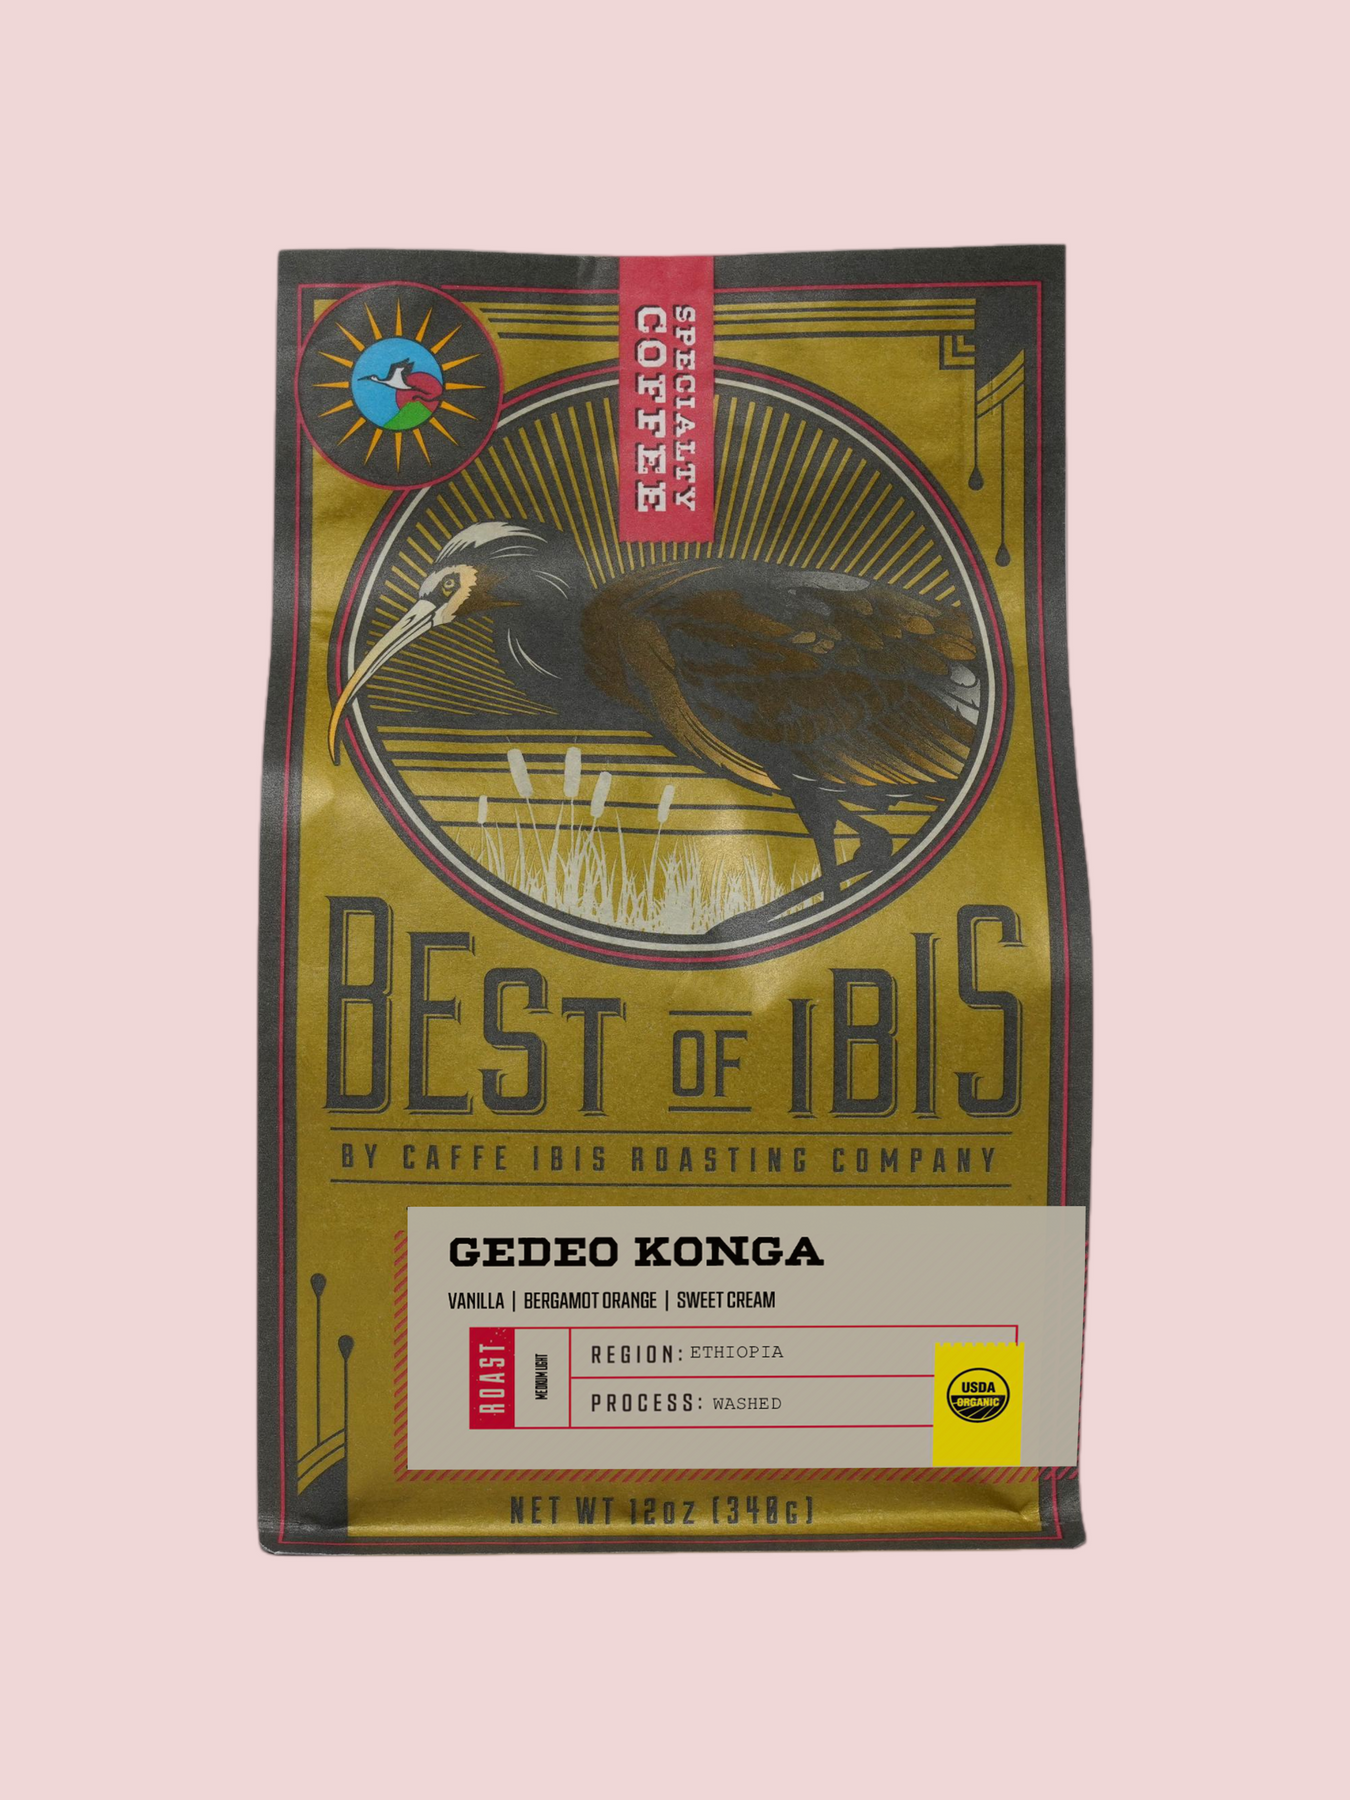 SPECIALTY
COFFEE
BEST OF IBIS
BY CAFFE IBIS ROASTING COMPANY
GEDEO KONGA
VANILLA | BERGAMOT ORANGE | SWEET CREAM
ROAST
MEDIUM LIGHT
REGION: ETHIOPIA
PROCESS: WASHED
USDA
ORGANIC
NET WT 12oz (340g)